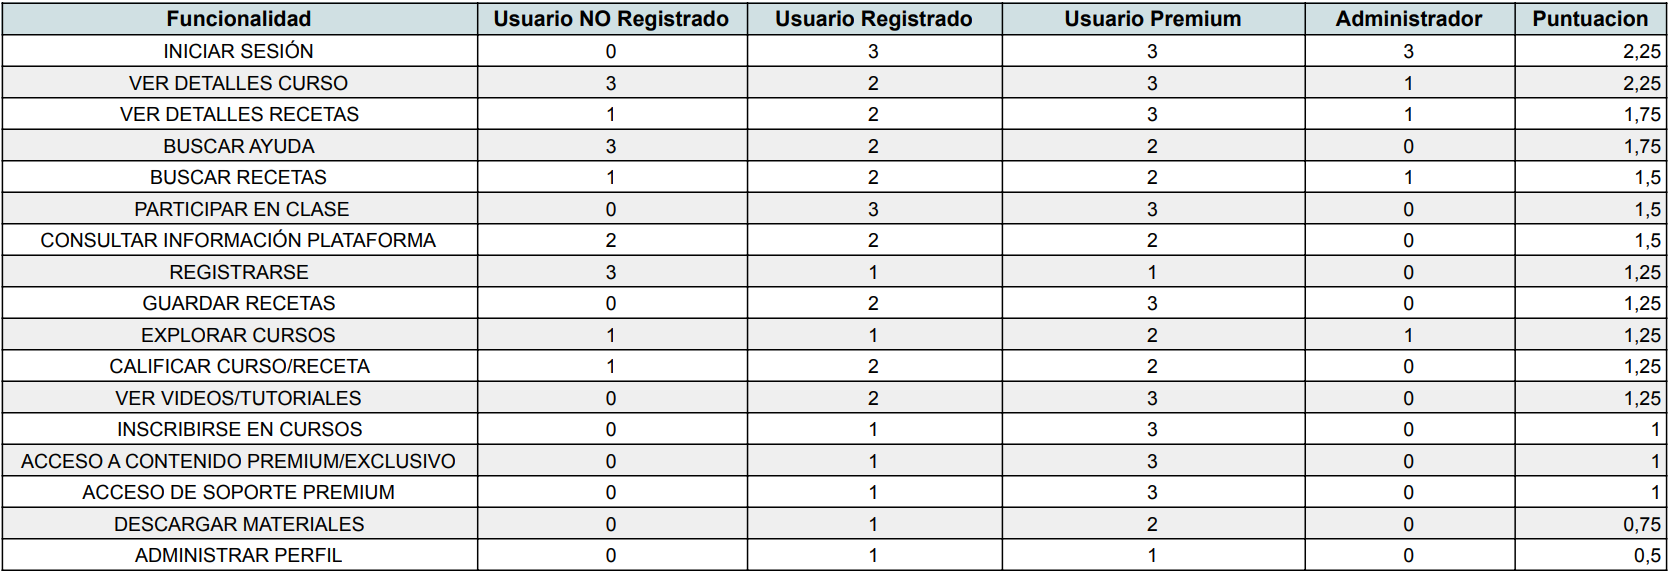 Funcionalidad Usuario NO Registrado Usuario Registrado Usuario Premium Administrador Puntuacion
INICIAR SESIÓN 0 3 3 3 2,25
VER DETALLES CURSO 3 2 3 1 2,25
VER DETALLES RECETAS 1 2 3 1 1,75
BUSCAR AYUDA 3 2 2 0 1,75
BUSCAR RECETAS 1 2 2 1 1,5
PARTICIPAR EN CLASE 0 3 3 0 1,5
CONSULTAR INFORMACIÓN PLATAFORMA 2 2 2 0 1,5
REGISTRARSE 3 1 1 0 1,25
GUARDAR RECETAS 0 2 3 0 1,25
EXPLORAR CURSOS 1 1 2 1 1,25
CALIFICAR CURSO/RECETA 1 2 2 0 1,25
VER VIDEOS/TUTORIALES 0 2 3 0 1,25
INSCRIBIRSE EN CURSOS 0 1 3 0 1
ACCESO A CONTENIDO PREMIUM/EXCLUSIVO 0 1 3 0 1
ACCESO DE SOPORTE PREMIUM 0 1 3 0 1
DESCARGAR MATERIALES 0 1 2 0 0,75
ADMINISTRAR PERFIL 0 1 1 0 0,5